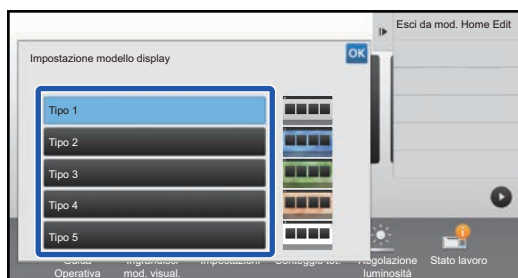 Esci da mod. Home Edit
Impostazione modello display
OK
Tipo 1
Tipo 2
Tipo 3
Tipo 4
Tipo 5
Guida
Operativa
Ingrandisci
mod. visual.
Impostazioni
Conteggio tot.
Regolazione
luminosità
Stato lavoro